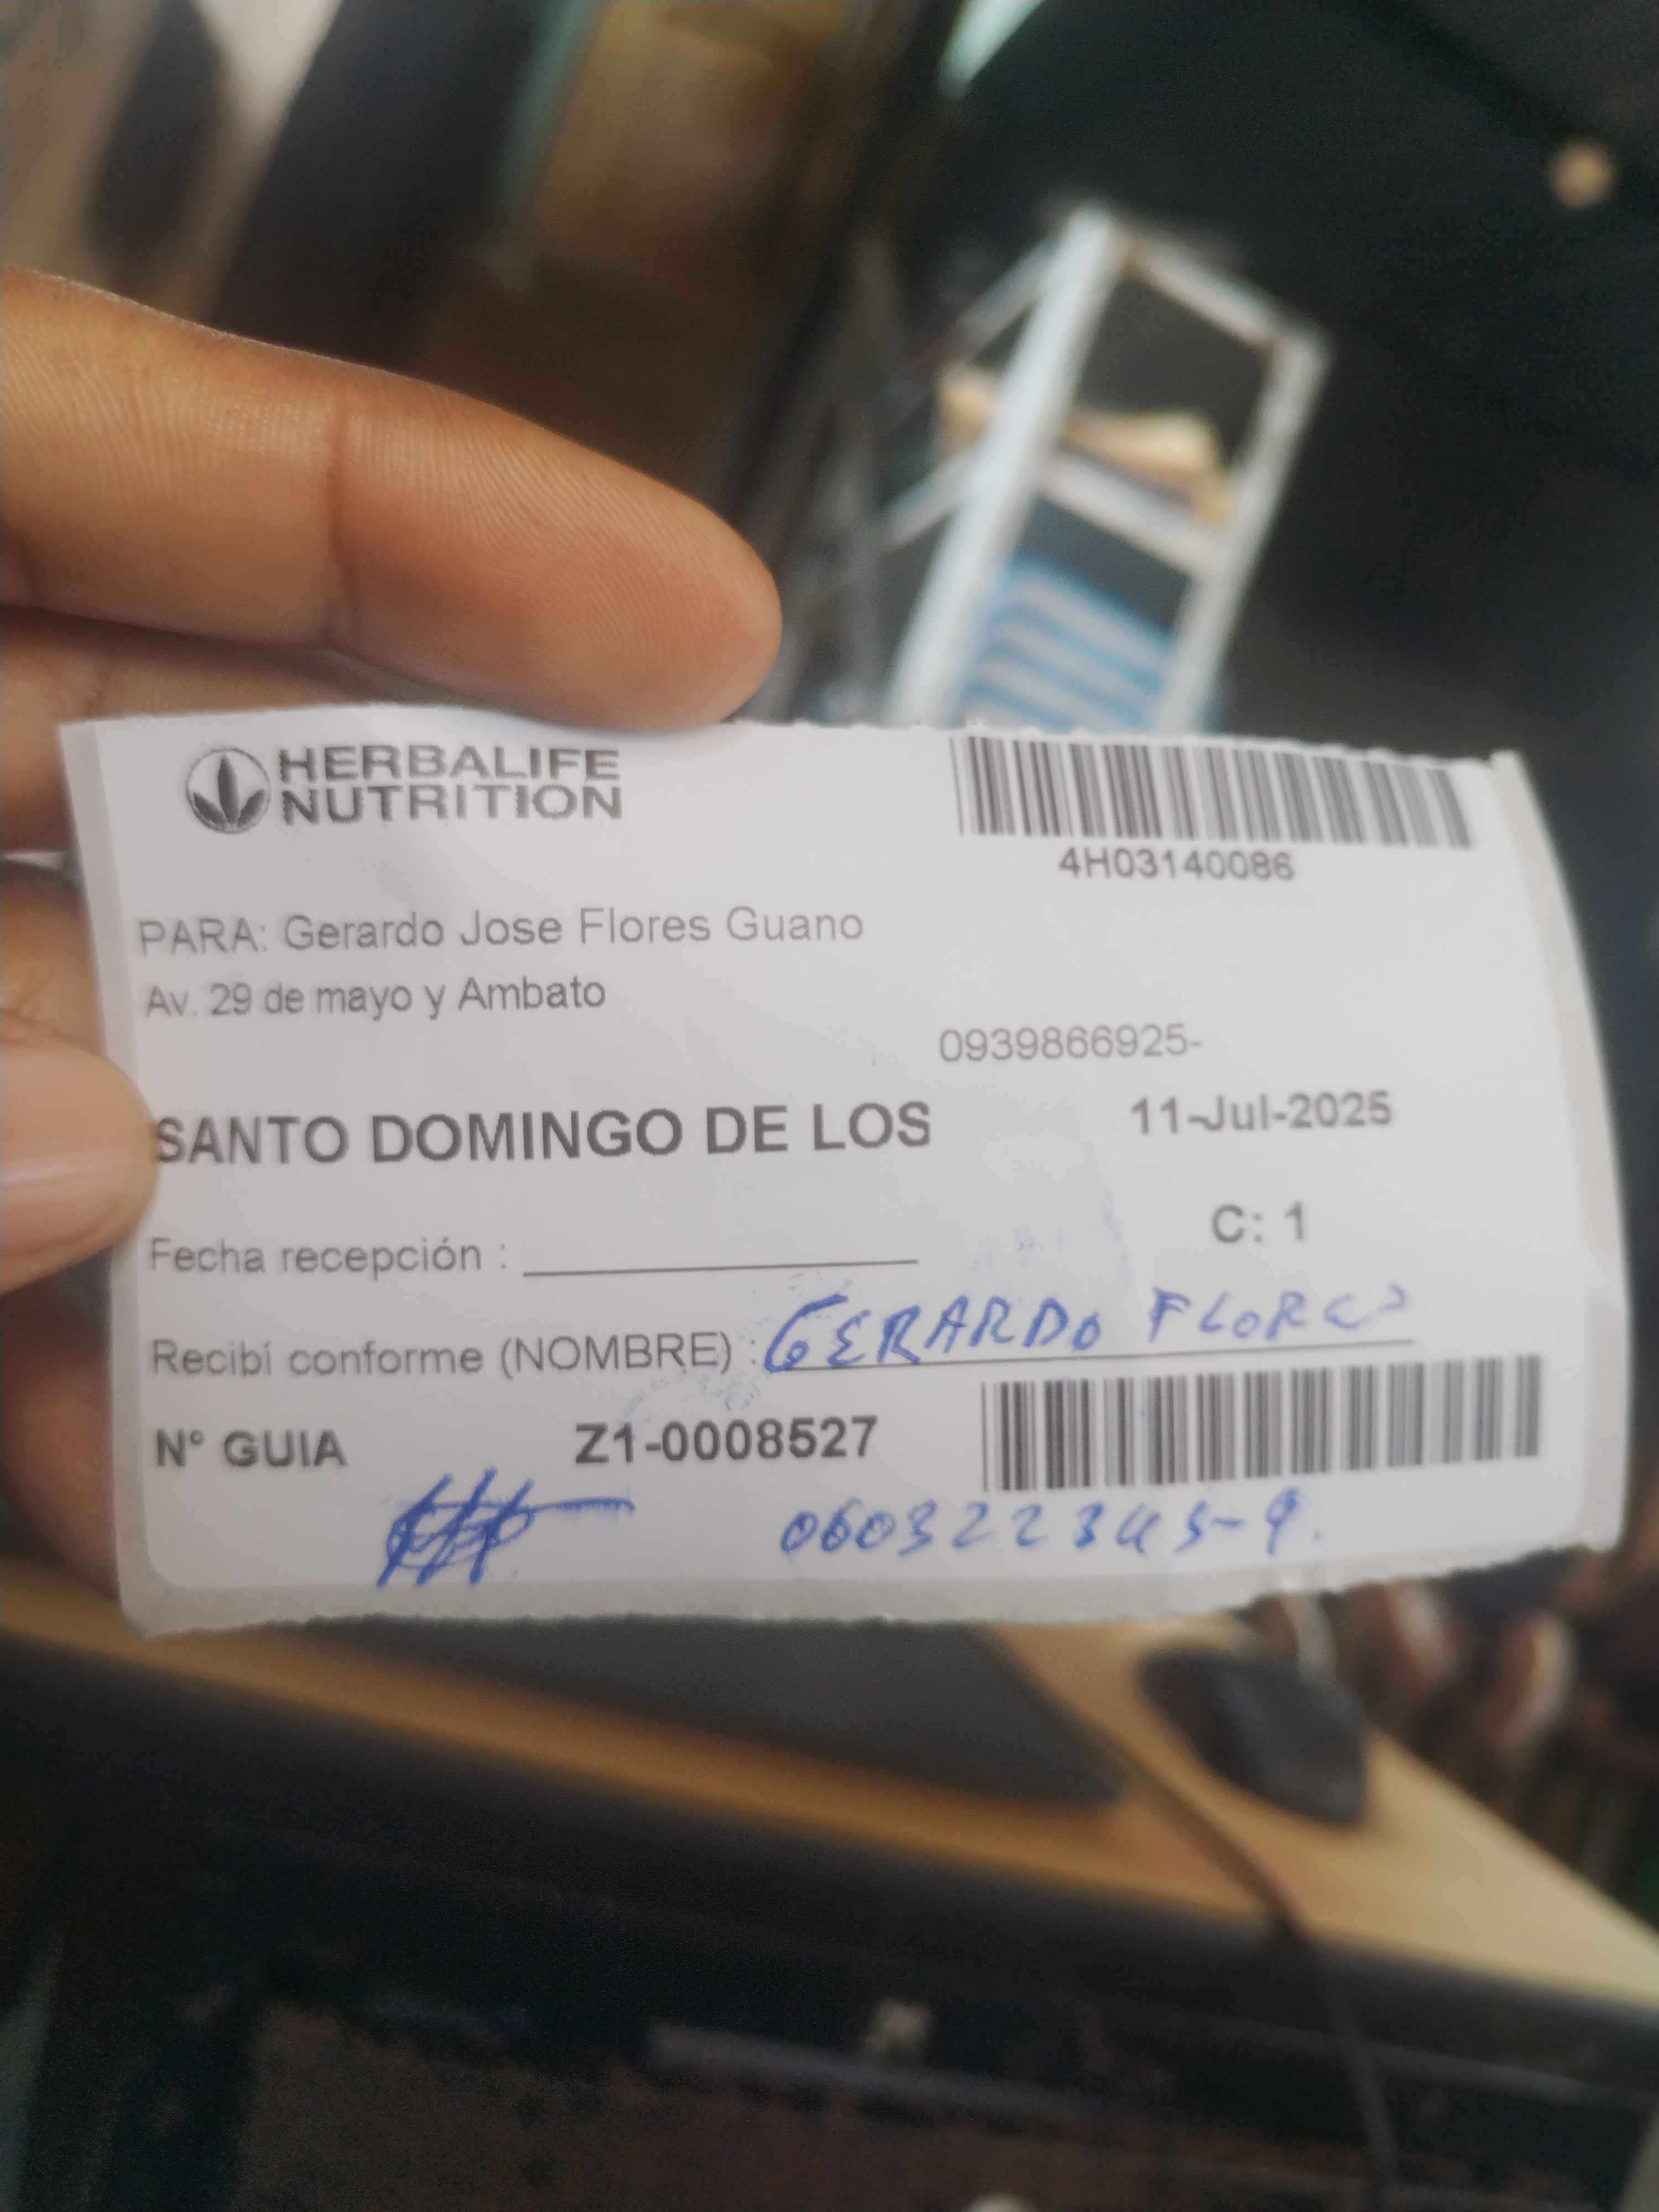 HERBALIFE
NUTRITION
4H03140086
PARA: Gerardo Jose Flores Guano
Av. 29 de mayo y Ambato
0939866925-
SANTO DOMINGO DE LOS
11-Jul-2025
C: 1
Fecha recepción :
Recibí conforme (NOMBRE) : GERARDO FLORES
N° GUIA Z1-0008527
060322345-9.